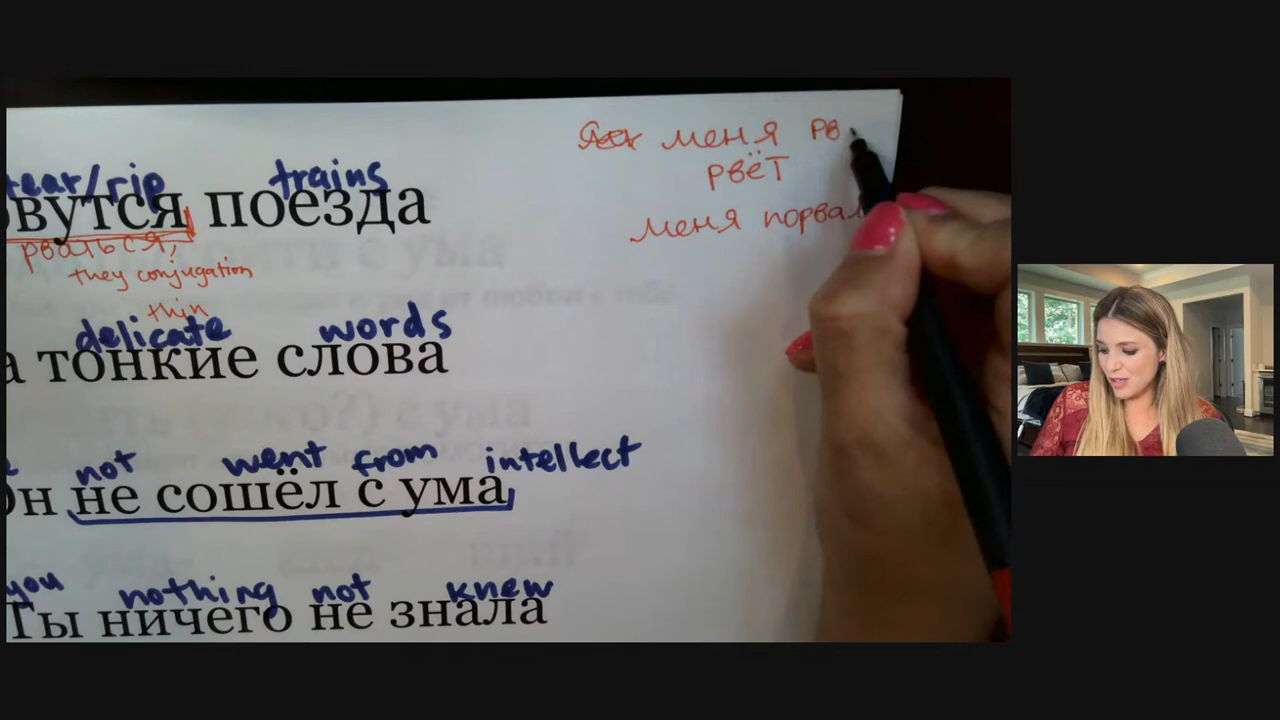 меня рв
рвёт
меня порвал
tear/rip trains
вутся поезда
рваться,
they conjugation
thin
delicate words
а тонкие слова
not went from intellect
Он не сошёл с ума
you nothing not knew
Ты ничего не знала